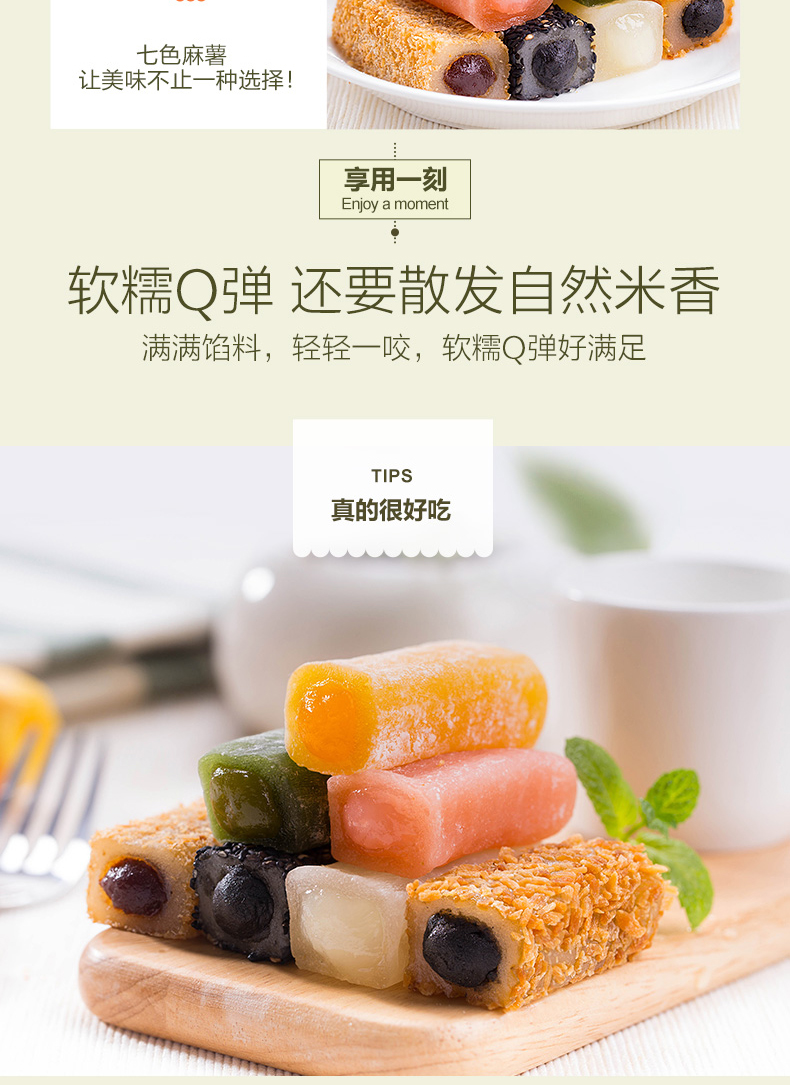 七色麻薯
让美味不止一种选择!
享用一刻
Enjoy a moment
软糯Q弹 还要散发自然米香
满满馅料，轻轻一咬，软糯Q弹好满足
TIPS
真的很好吃